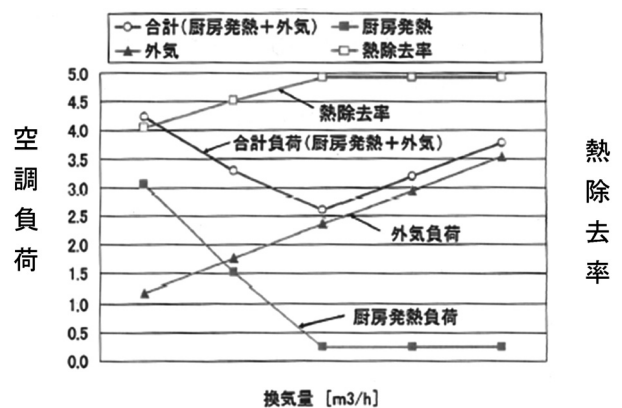 合計(厨房発熱＋外気) 厨房発熱
外気 熱除去率
空調負荷
5.0
4.5
4.0
3.5
3.0
2.5
2.0
1.5
1.0
0.5
0.0
熱除去率
合計負荷(厨房発熱＋外気)
外気負荷
厨房発熱負荷
熱除去率
換気量 [m3/h]